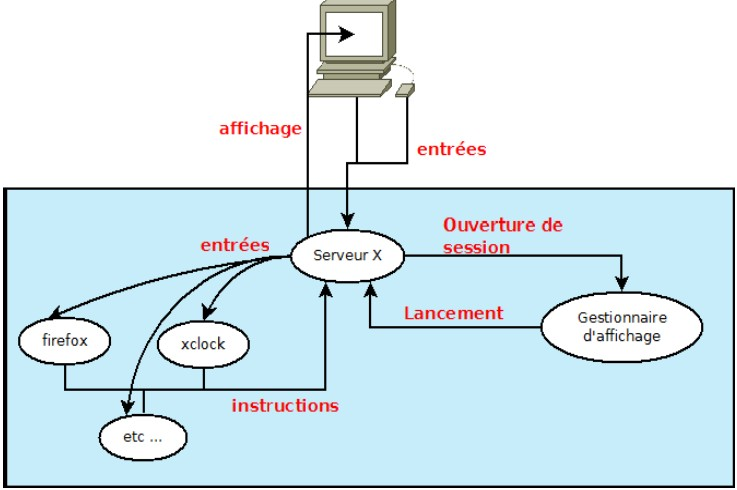 affichage
entrées
Ouverture de
session
entrées
Serveur X
Lancement
Gestionnaire
d'affichage
firefox
xclock
instructions
etc ...